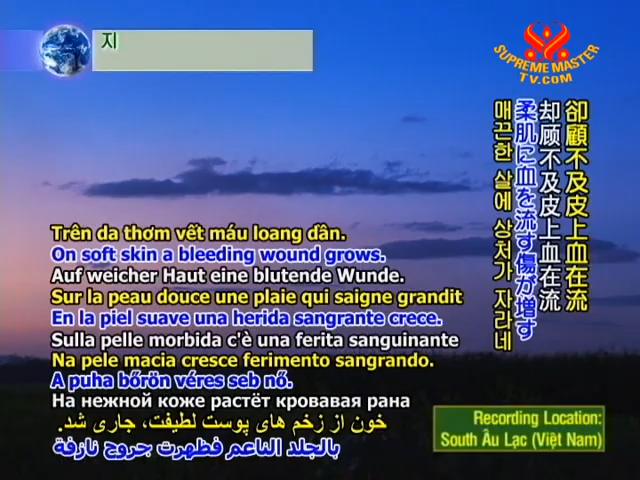 지
SUPREME MASTER
TV.COM
卻顧不及皮上血在流
却顾不及皮上血在流
柔肌に血を流す傷が増す
매끈한 살에 상처가 자라네
Trên da thơm vết máu loang dần.
On soft skin a bleeding wound grows.
Auf weicher Haut eine blutende Wunde.
Sur la peau douce une plaie qui saigne grandit
En la piel suave una herida sangrante crece.
Sulla pelle morbida c'è una ferita sanguinante
Na pele macia cresce ferimento sangrando.
A puha bőrön véres seb nő.
На нежной коже растёт кровавая рана
خون از زخم های پوست لطیفت، جاری شد.
بالجلد الناعم فظهرت جروح نازفة
Recording Location:
South Âu Lạc (Việt Nam)